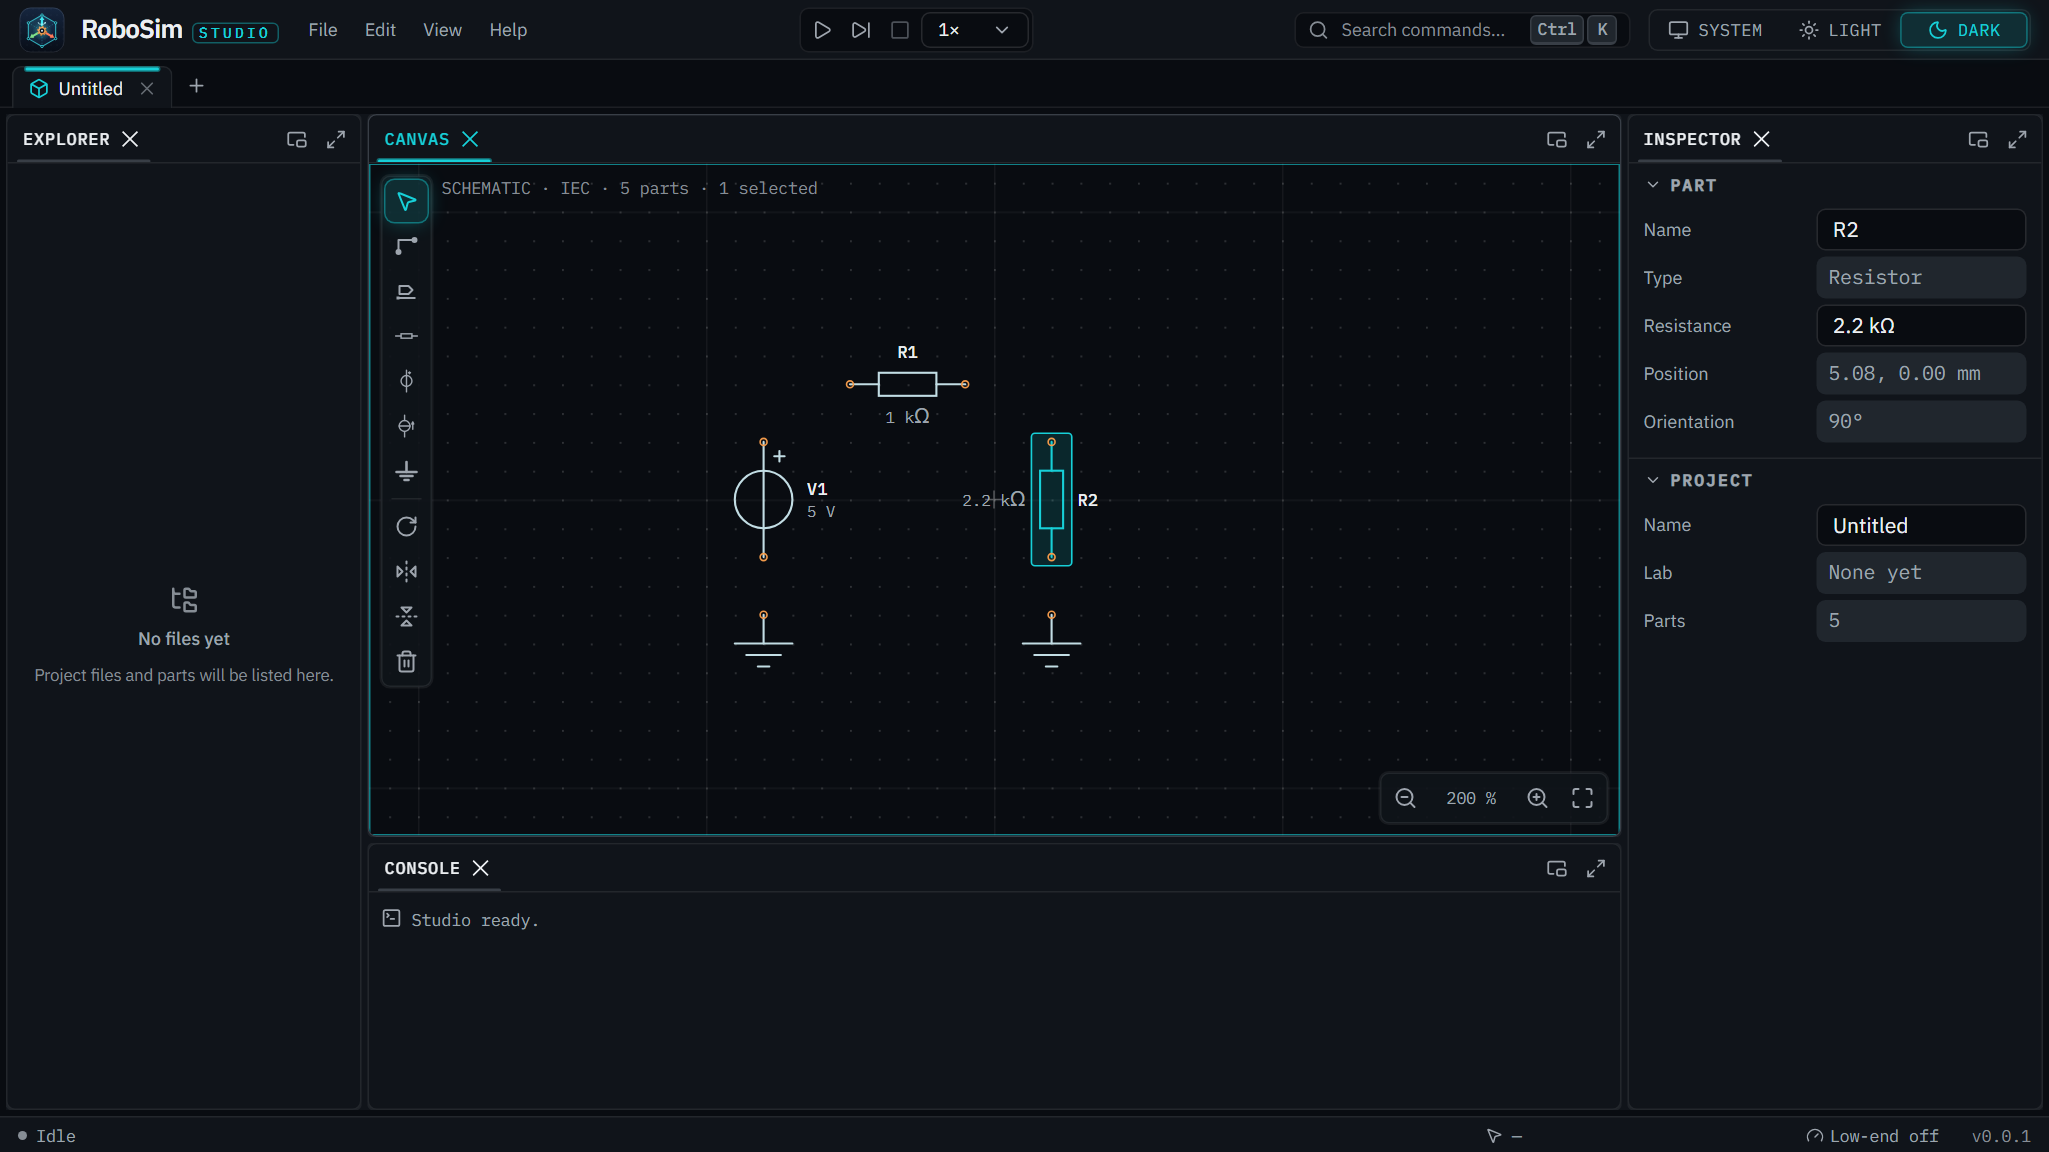 RoboSim STUDIO File Edit View Help 1× Search commands... Ctrl K SYSTEM LIGHT DARK
Untitled
EXPLORER
No files yet
Project files and parts will be listed here.
CANVAS
SCHEMATIC · IEC · 5 parts · 1 selected
R1
1 kΩ
+
V1
5 V
2.2 kΩ
R2
200 %
CONSOLE
Studio ready.
INSPECTOR
PART
Name R2
Type Resistor
Resistance 2.2 kΩ
Position 5.08, 0.00 mm
Orientation 90°
PROJECT
Name Untitled
Lab None yet
Parts 5
Idle – Low-end off v0.0.1